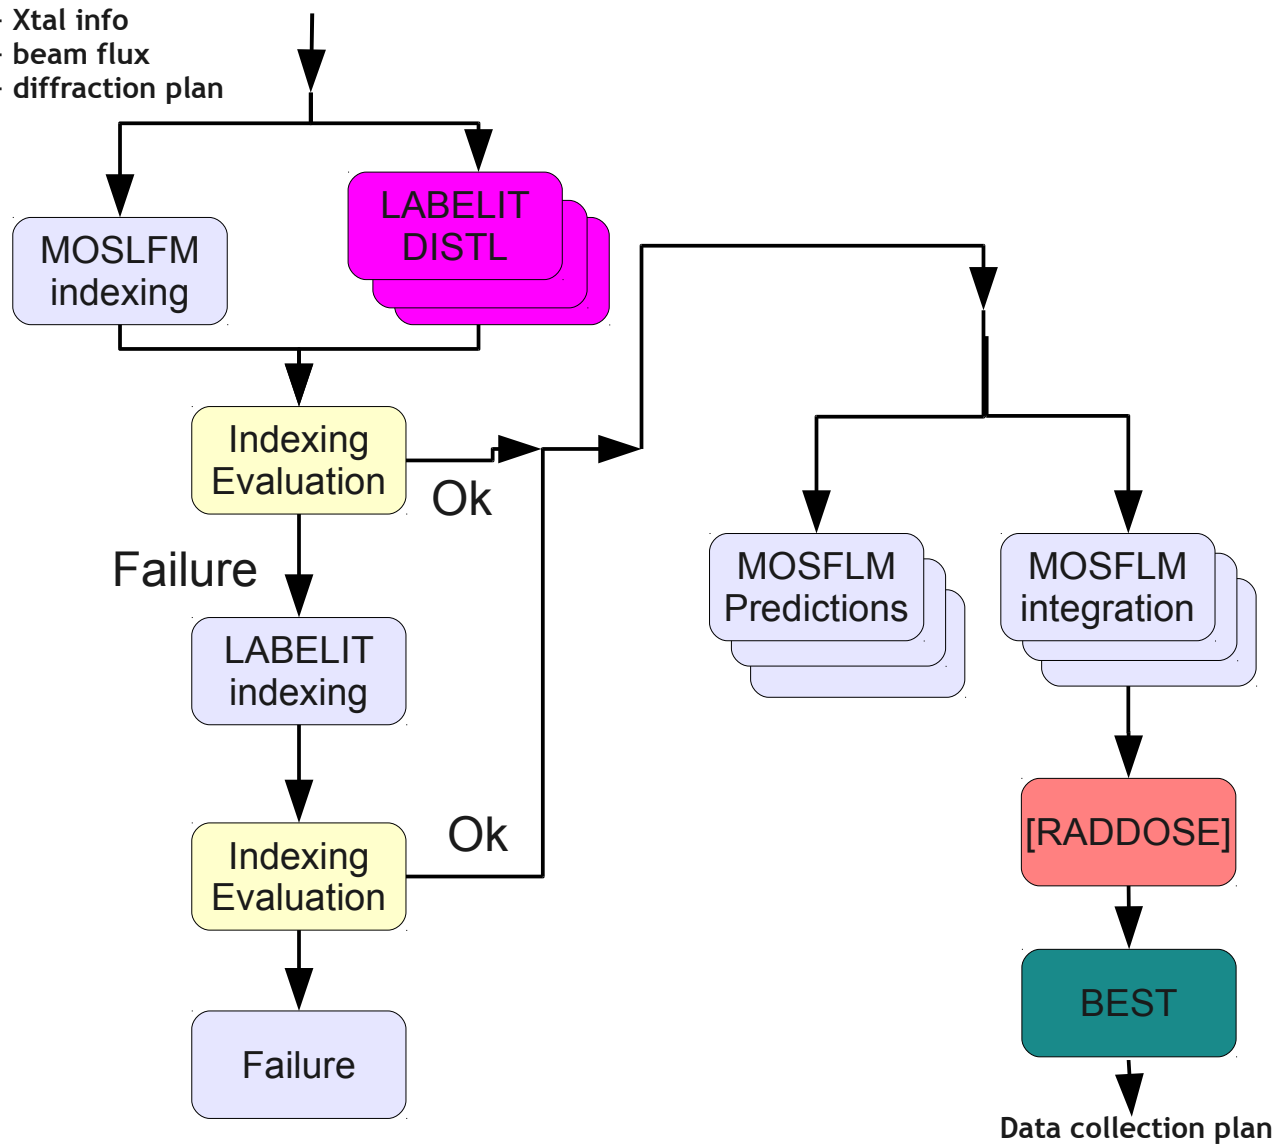 - Xtal info
- beam flux
- diffraction plan
LABELIT
DISTL
MOSLFM
indexing
Indexing
Evaluation
Ok
Failure
LABELIT
indexing
Indexing
Evaluation
Ok
Failure
MOSFLM
Predictions
MOSFLM
integration
[RADDOSE]
BEST
Data collection plan